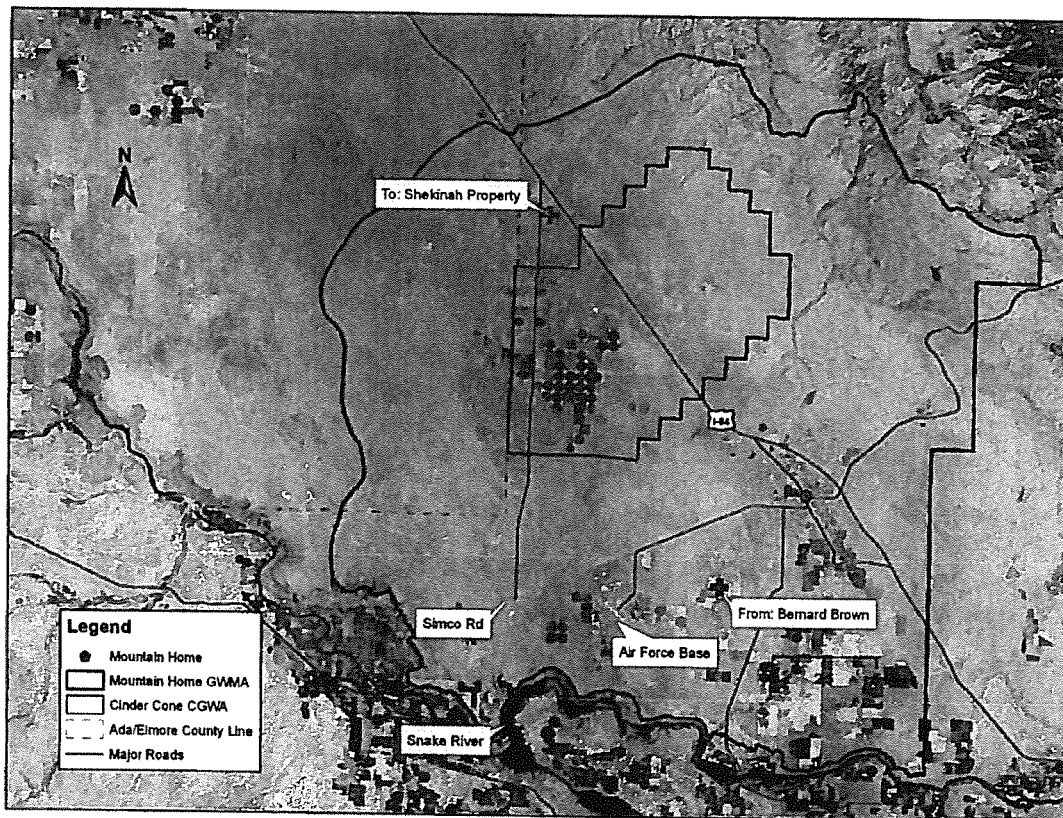 N
To: Shekinah Property
I-84
Simco Rd
From: Bernard Brown
Air Force Base
Snake River
Legend
Mountain Home
Mountain Home GWMA
Cinder Cone CGWA
Ada/Elmore County Line
Major Roads